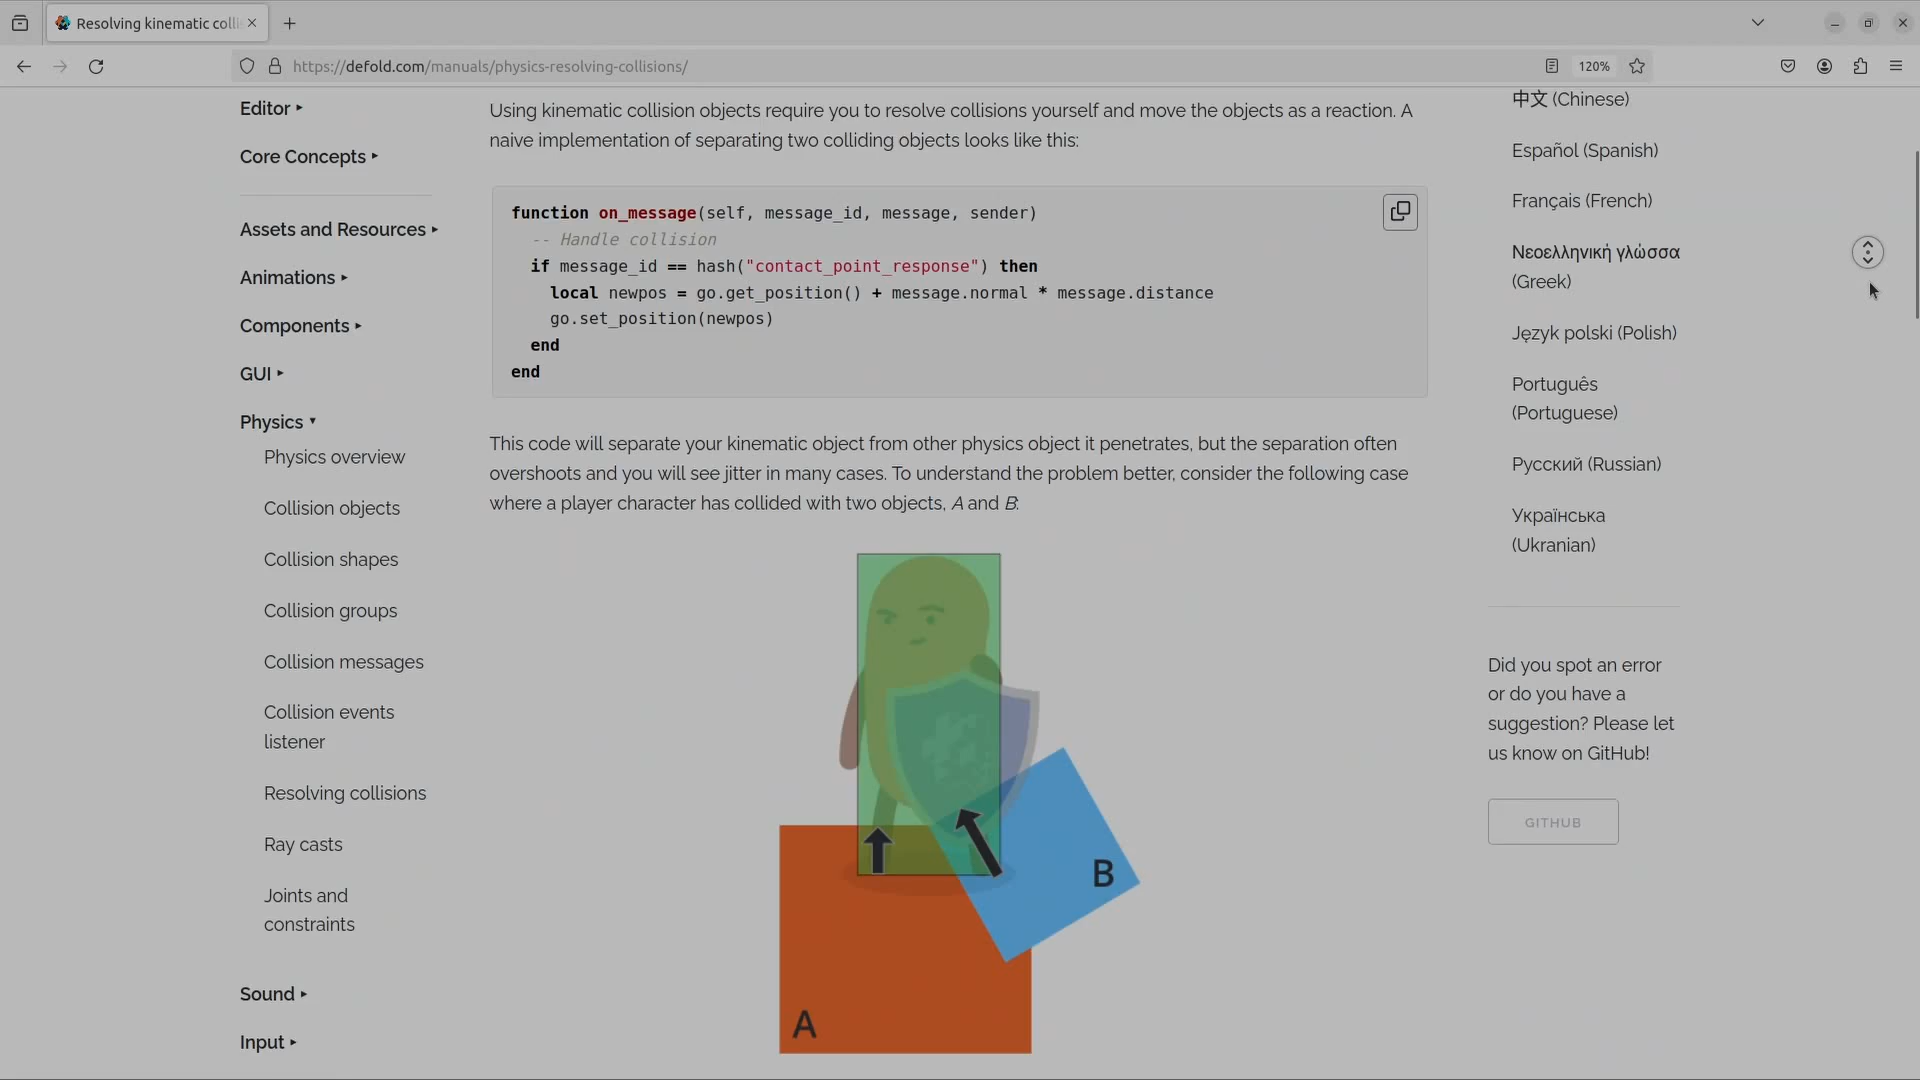 Resolving kinematic colli
https://defold.com/manuals/physics-resolving-collisions/
120%
Editor ▸
Core Concepts ▸
Assets and Resources ▸
Animations ▸
Components ▸
GUI ▸
Physics ▾
Physics overview
Collision objects
Collision shapes
Collision groups
Collision messages
Collision events
listener
Resolving collisions
Ray casts
Joints and
constraints
Sound ▸
Input ▸
Using kinematic collision objects require you to resolve collisions yourself and move the objects as a reaction. A
naive implementation of separating two colliding objects looks like this:
function on_message(self, message_id, message, sender)
-- Handle collision
if message_id == hash("contact_point_response") then
local newpos = go.get_position() + message.normal * message.distance
go.set_position(newpos)
end
end
This code will separate your kinematic object from other physics object it penetrates, but the separation often
overshoots and you will see jitter in many cases. To understand the problem better, consider the following case
where a player character has collided with two objects, A and B:
B
A
中文 (Chinese)
Español (Spanish)
Français (French)
Νεοελληνική γλώσσα
(Greek)
Język polski (Polish)
Português
(Portuguese)
Русский (Russian)
Українська
(Ukranian)
Did you spot an error
or do you have a
suggestion? Please let
us know on GitHub!
GITHUB